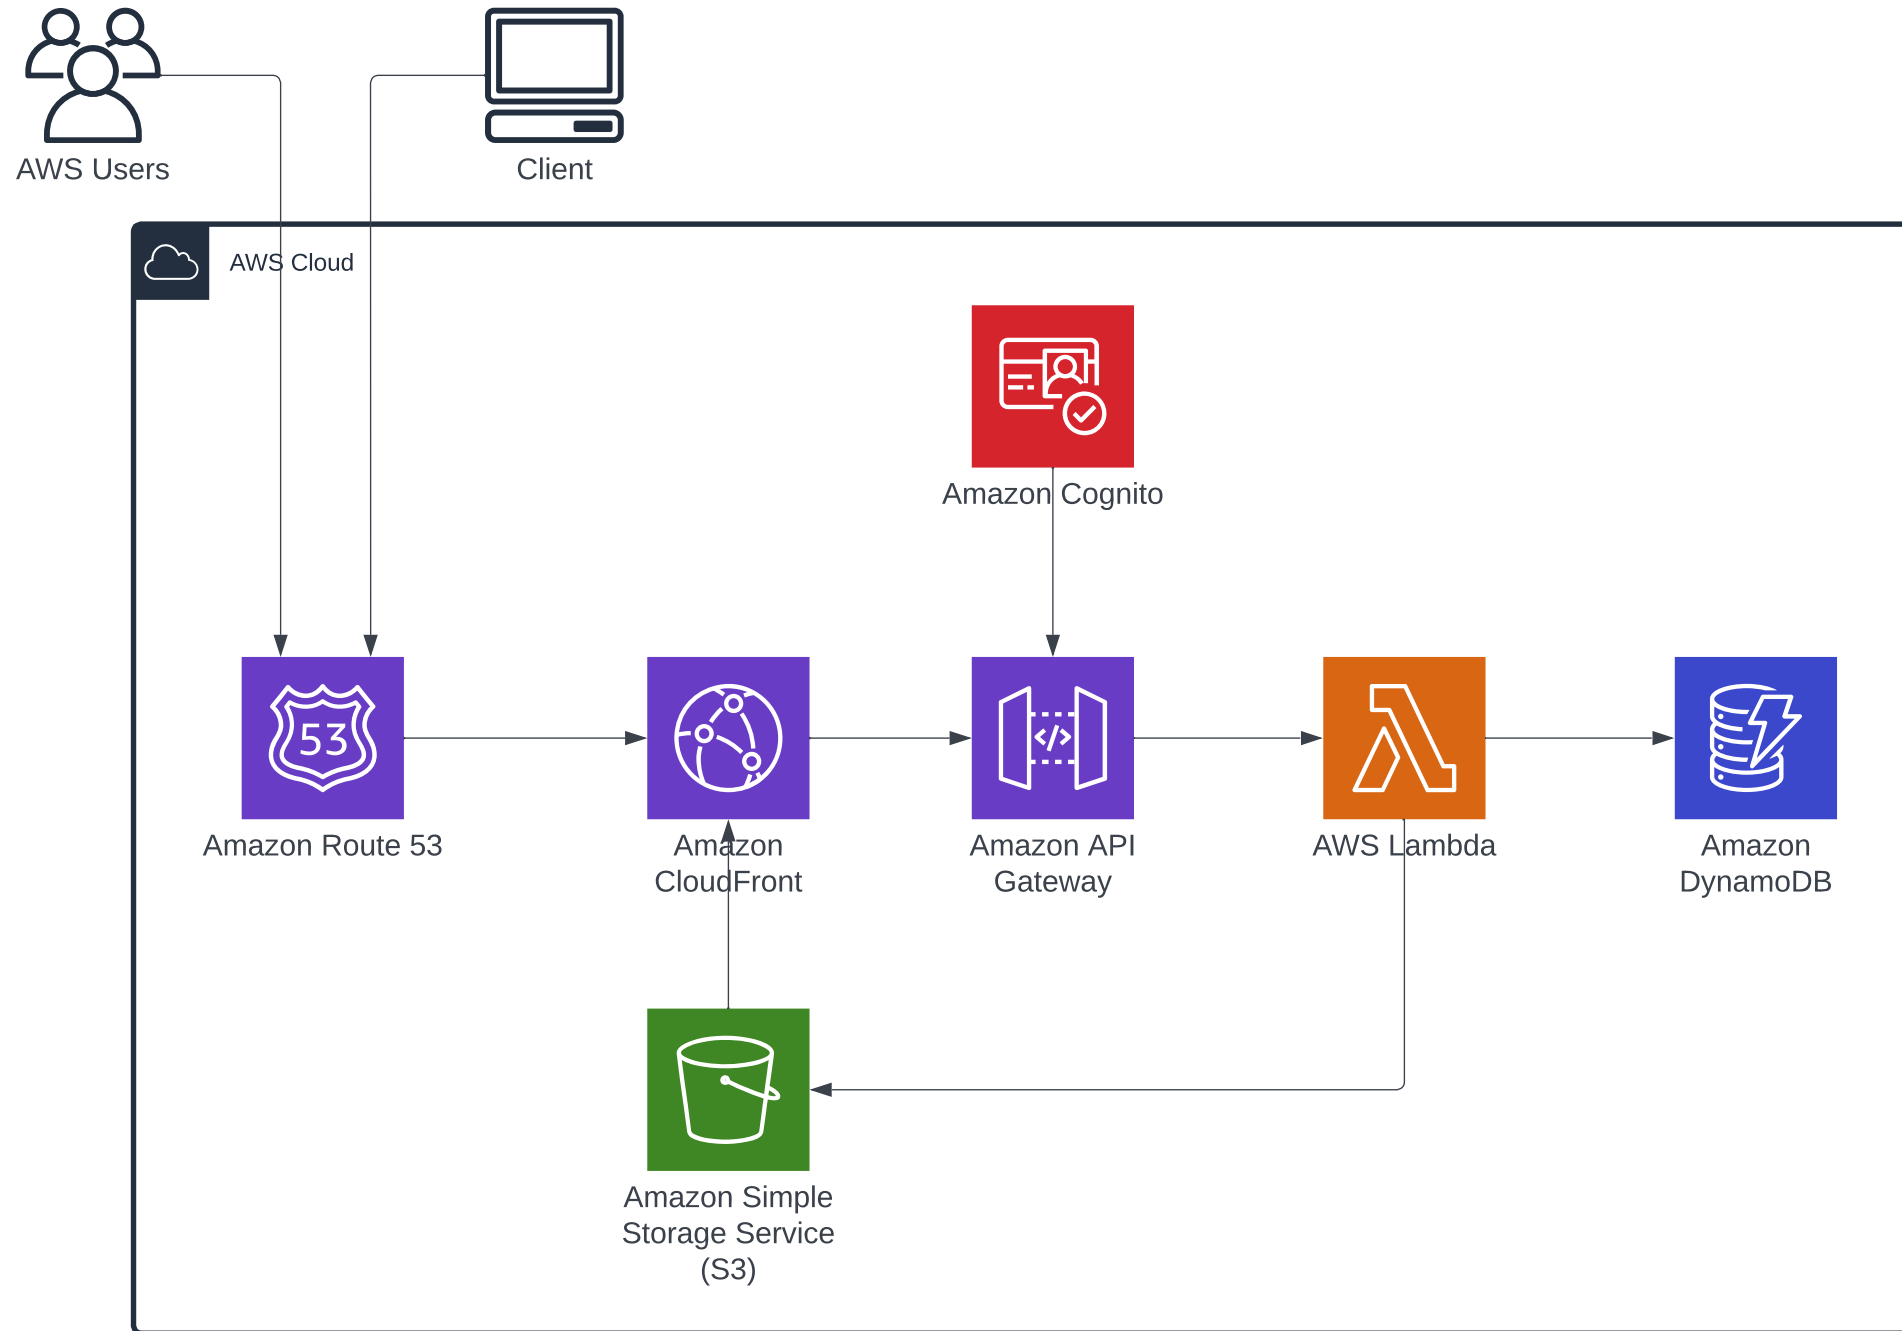 AWS Users
Client
AWS Cloud
Amazon Cognito
53
Amazon Route 53
Amazon
CloudFront
</>
Amazon API
Gateway
AWS Lambda
Amazon
DynamoDB
Amazon Simple
Storage Service
(S3)